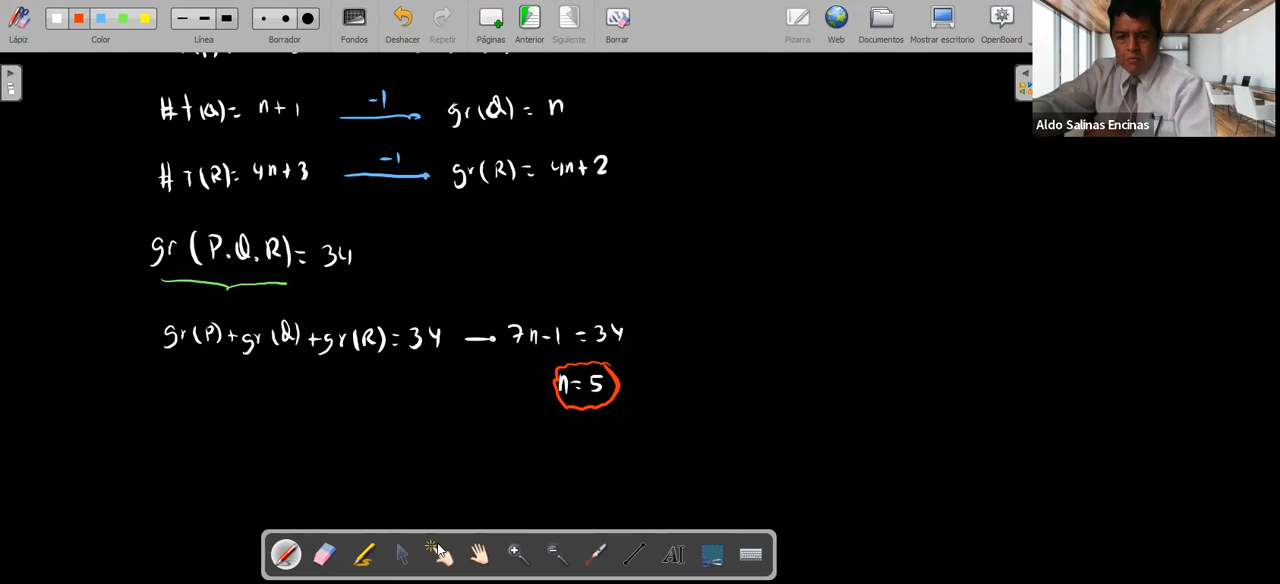 Lápiz Color Línea Borrador Fondos Deshacer Repetir Páginas Anterior Siguiente Borrar Pizarra Web Documentos Mostrar escritorio OpenBoard
# t(Q)= n+1 -1 gr(Q)= n
# T(R)= 4n+3 -1 gr(R)= 4n+2
Aldo Salinas Encinas
gr(P.Q.R)= 34
gr(P)+gr(Q)+gr(R)=34 7n-1=34
n=5
AI